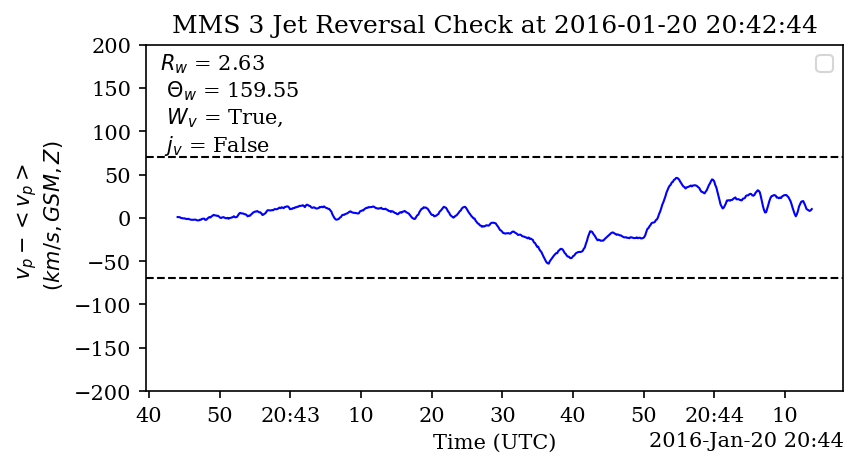 MMS 3 Jet Reversal Check at 2016-01-20 20:42:44
R_w = 2.63
Θ_w = 159.55
W_v = True,
j_v = False
v_p − < v_p >
(km/s, GSM, Z)
200
150
100
50
0
−50
−100
−150
−200
40 50 20:43 10 20 30 40 50 20:44 10
Time (UTC) 2016-Jan-20 20:44